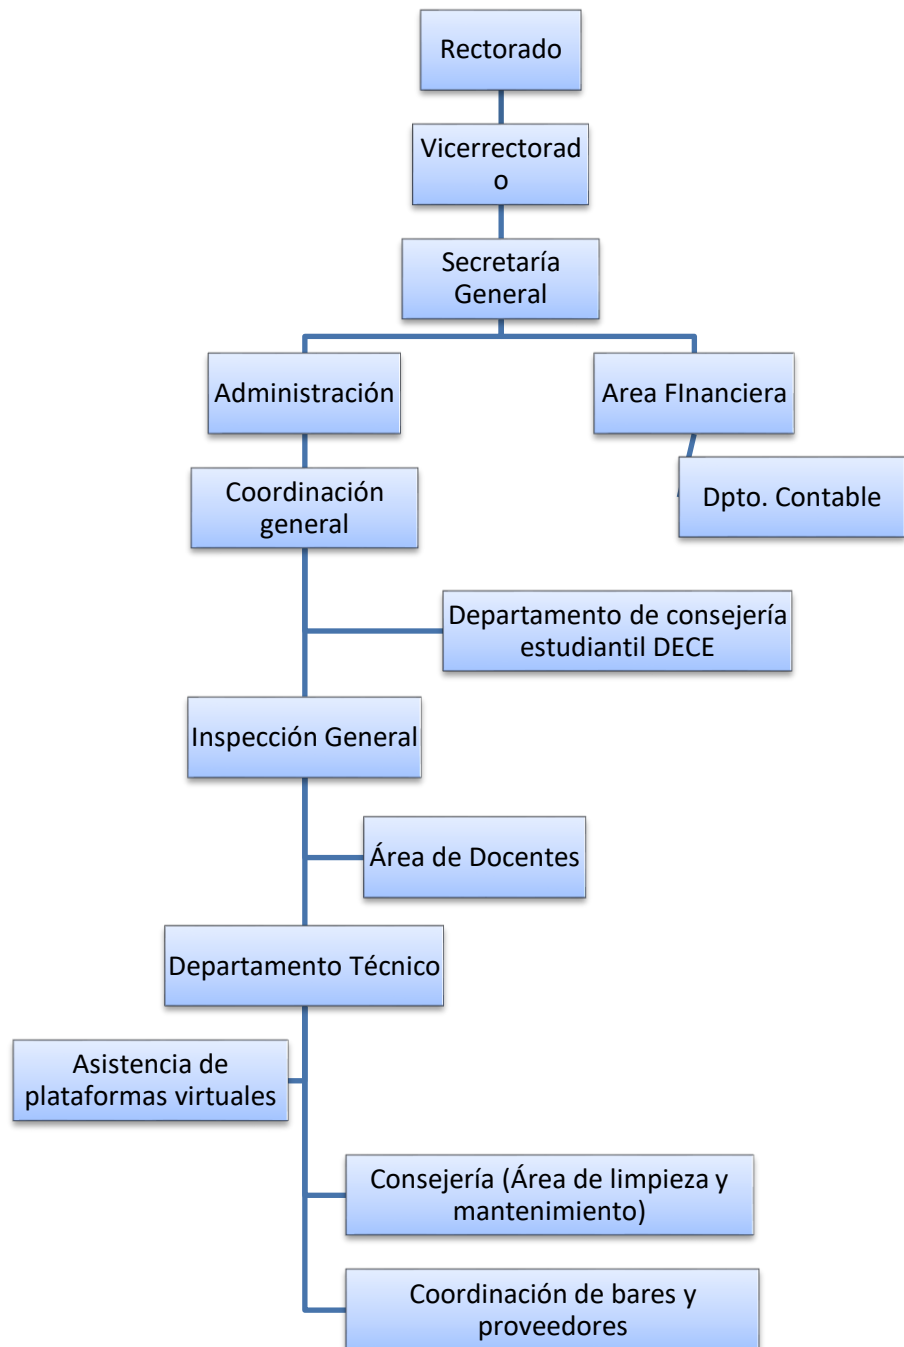 Rectorado
Vicerrectorad
o
Secretaría
General
Administración
Area FInanciera
Coordinación
general
Dpto. Contable
Departamento de consejería
estudiantil DECE
Inspección General
Área de Docentes
Departamento Técnico
Asistencia de
plataformas virtuales
Consejería (Área de limpieza y
mantenimiento)
Coordinación de bares y
proveedores